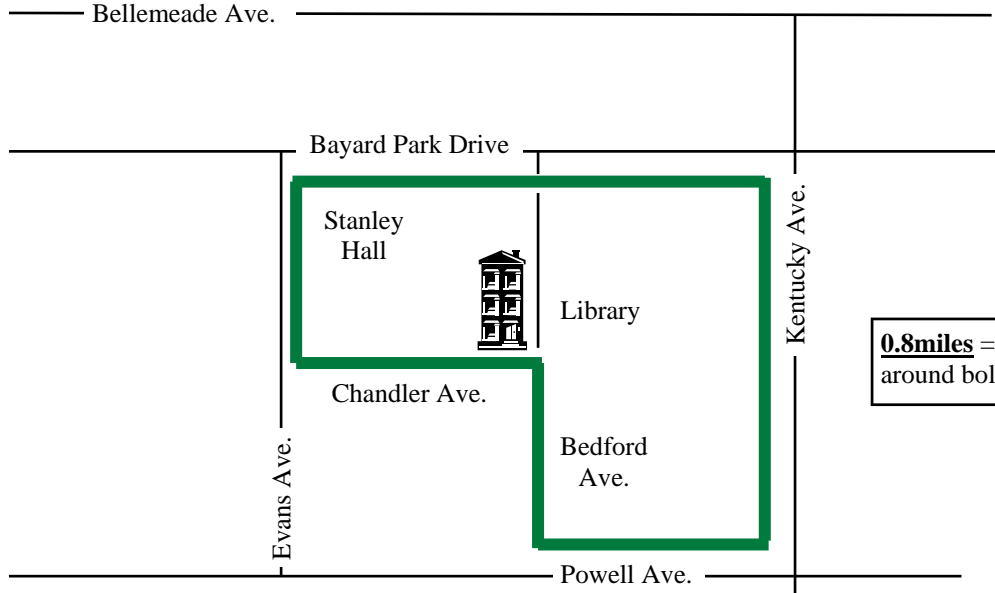 Bellemeade Ave.
Bayard Park Drive
Stanley
Hall
Library
Kentucky Ave.
0.8miles =
around bol
Chandler Ave.
Bedford
Ave.
Evans Ave.
Powell Ave.